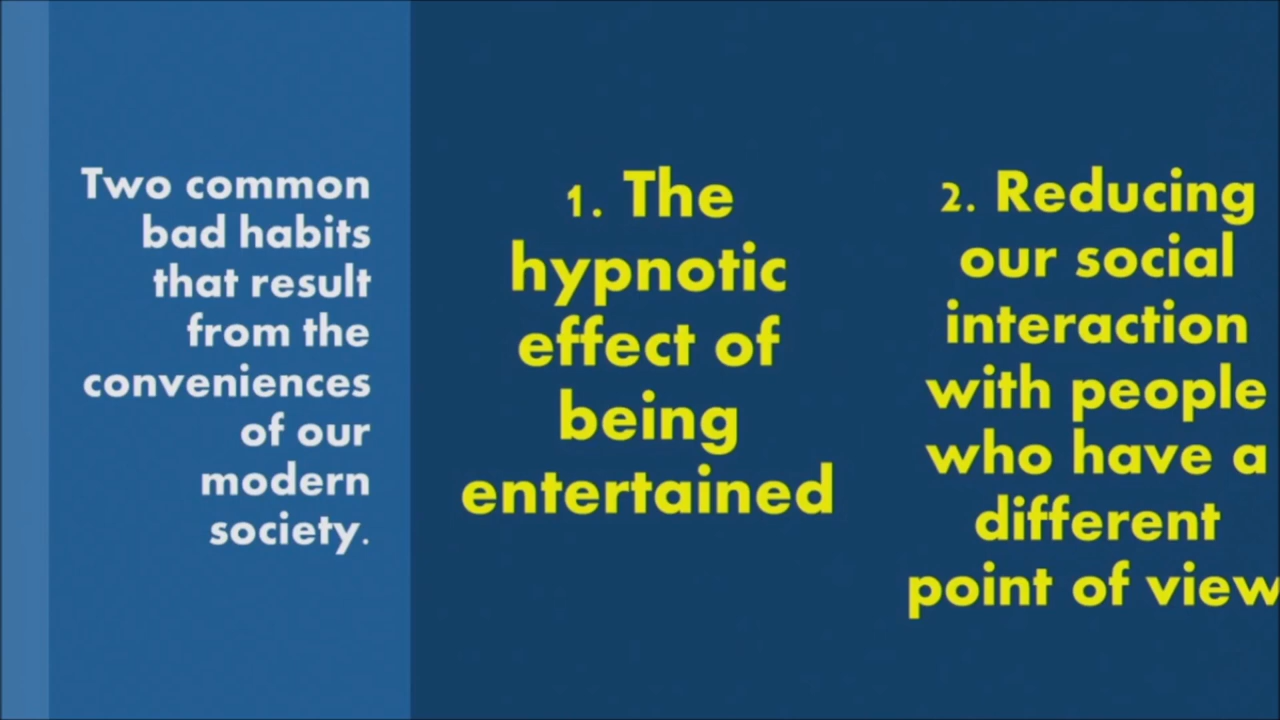 Two common
bad habits
that result
from the
conveniences
of our
modern
society.
1. The
hypnotic
effect of
being
entertained
2. Reducing
our social
interaction
with people
who have a
different
point of view